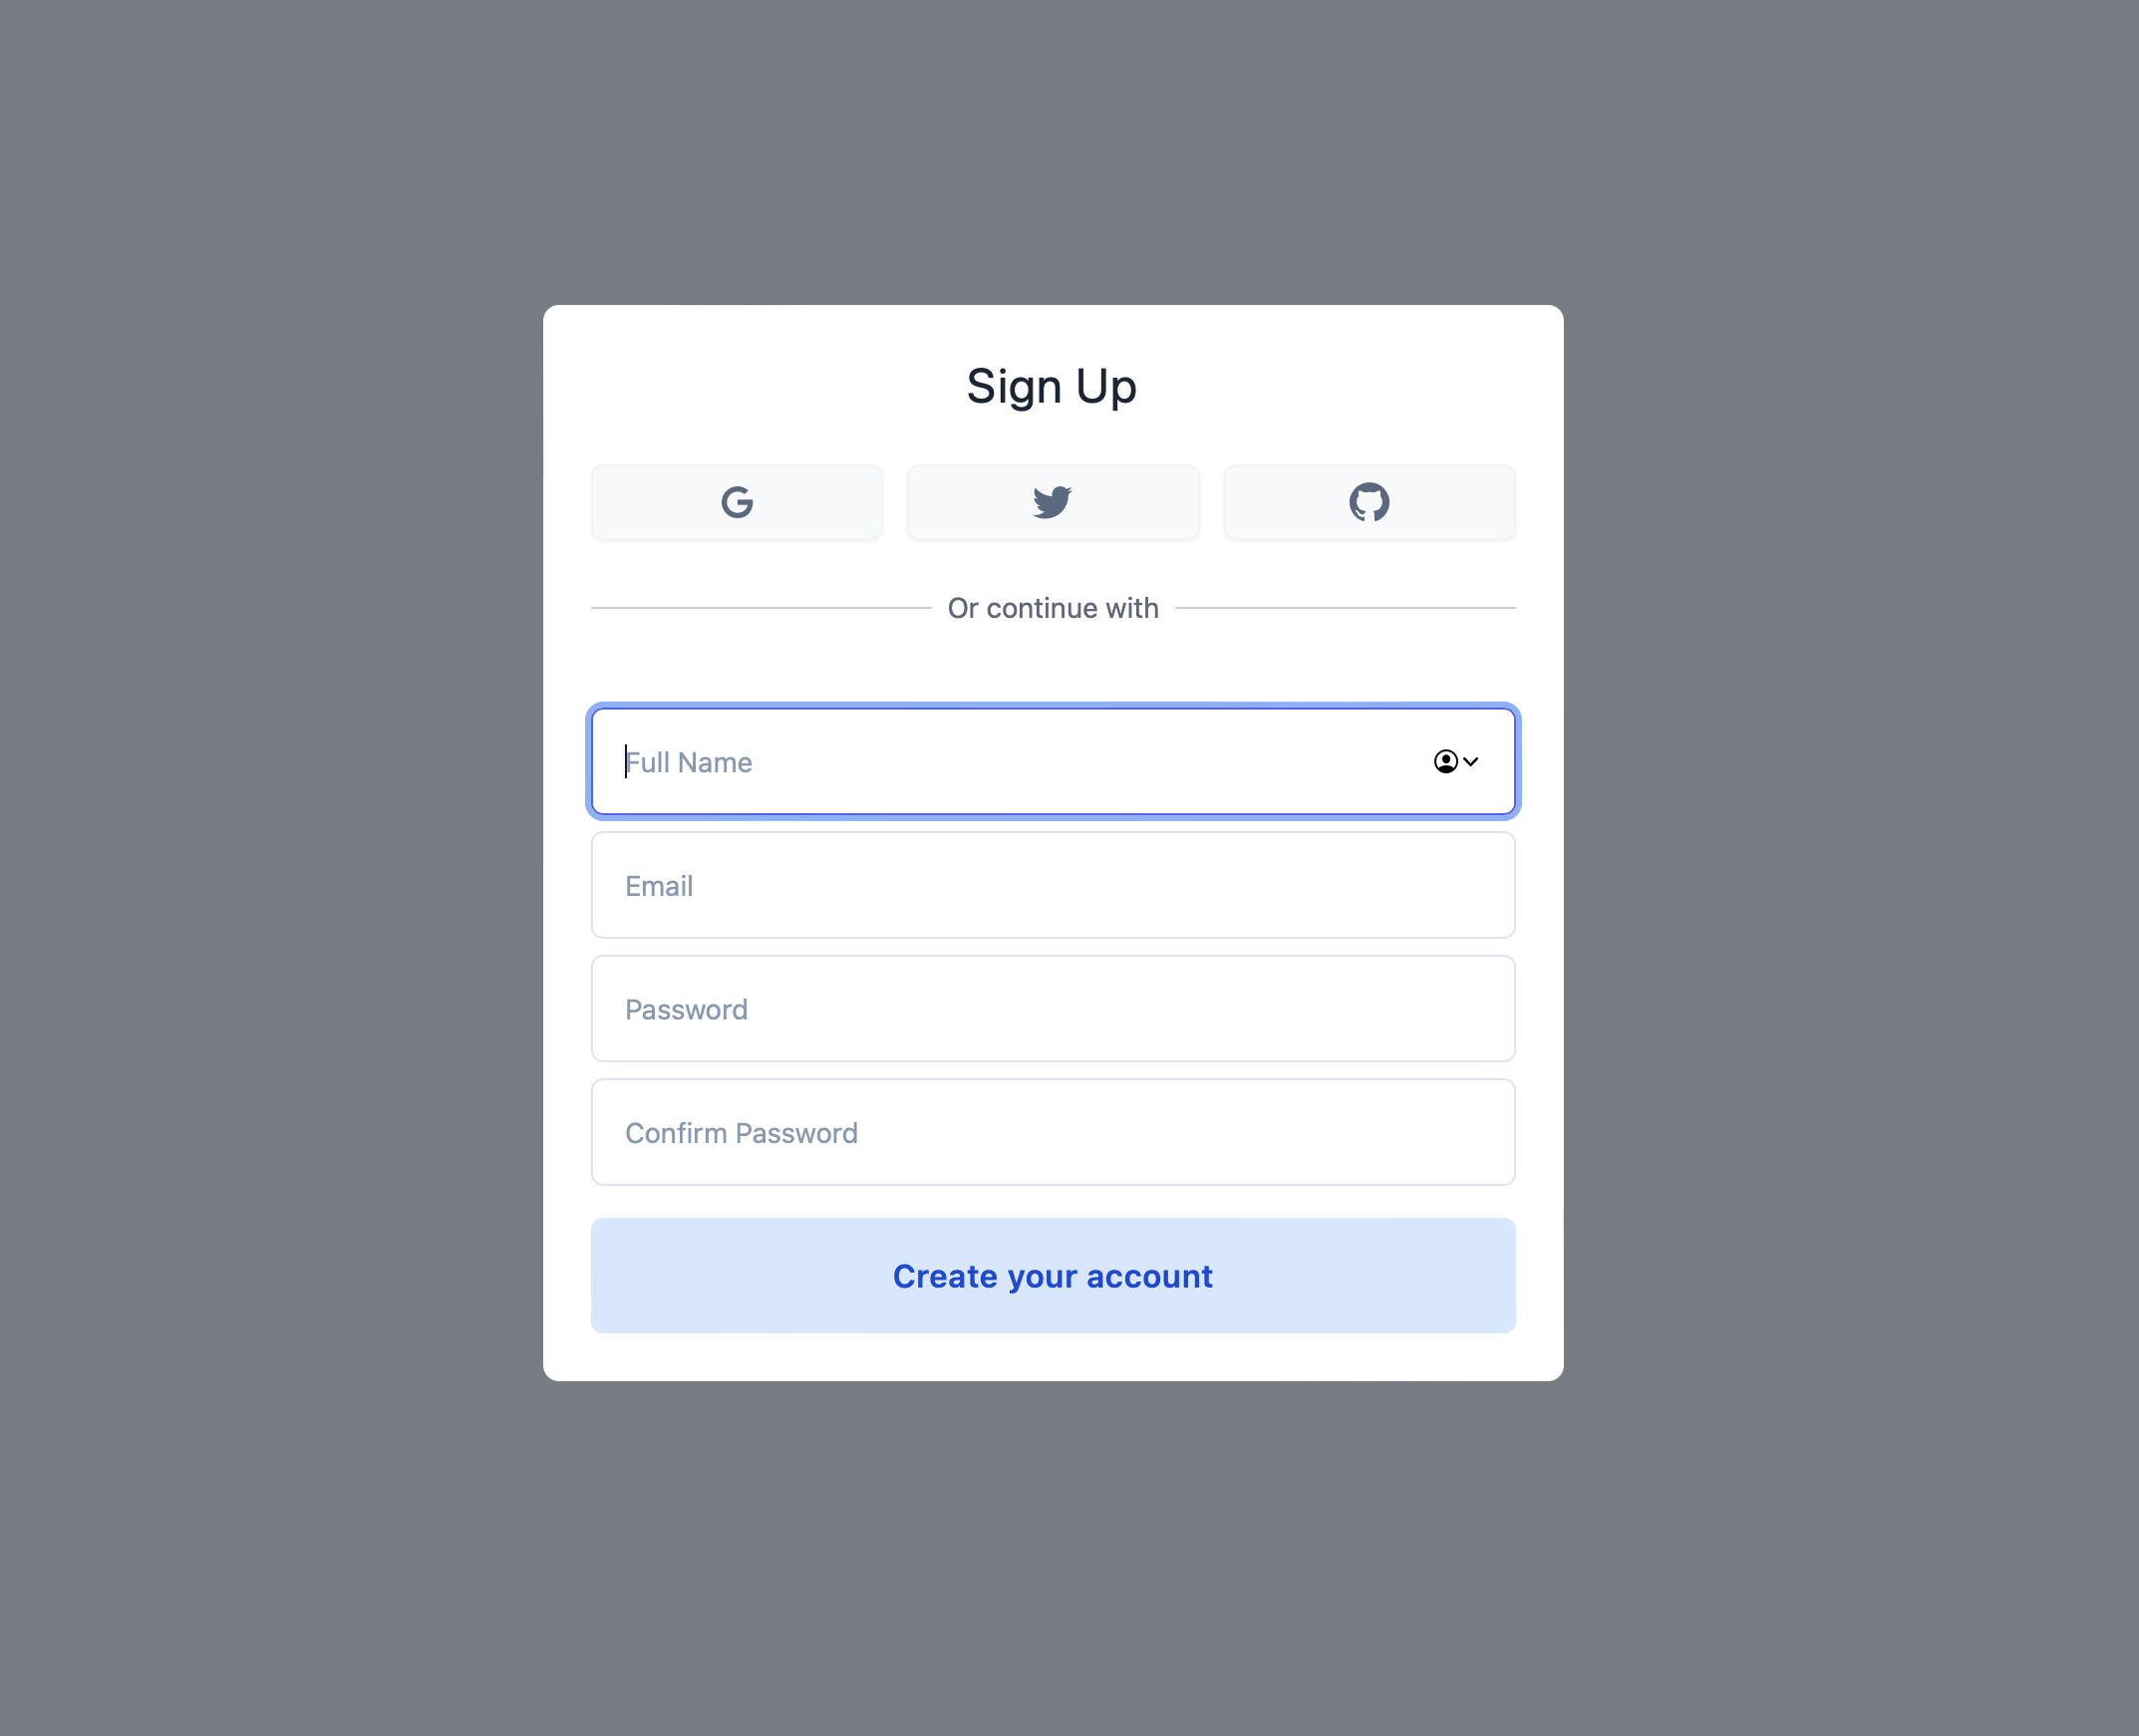 Sign Up
Or continue with
Full Name
Email
Password
Confirm Password
Create your account